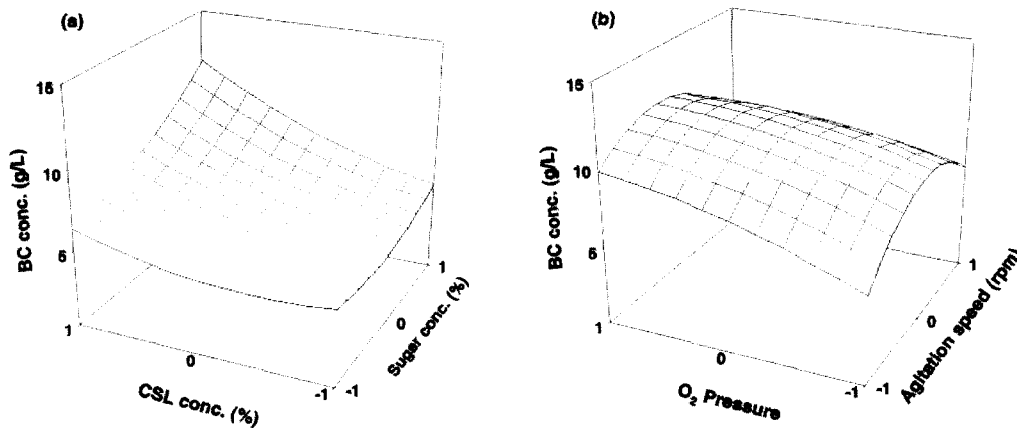 (a)
15
10
5
BC conc. (g/L)
1
0
-1
CSL conc. (%)
-1
0
1
Sugar conc. (%)
(b)
15
10
5
BC conc. (g/L)
1
0
-1
O₂ Pressure
-1
0
1
Agitation speed (rpm)